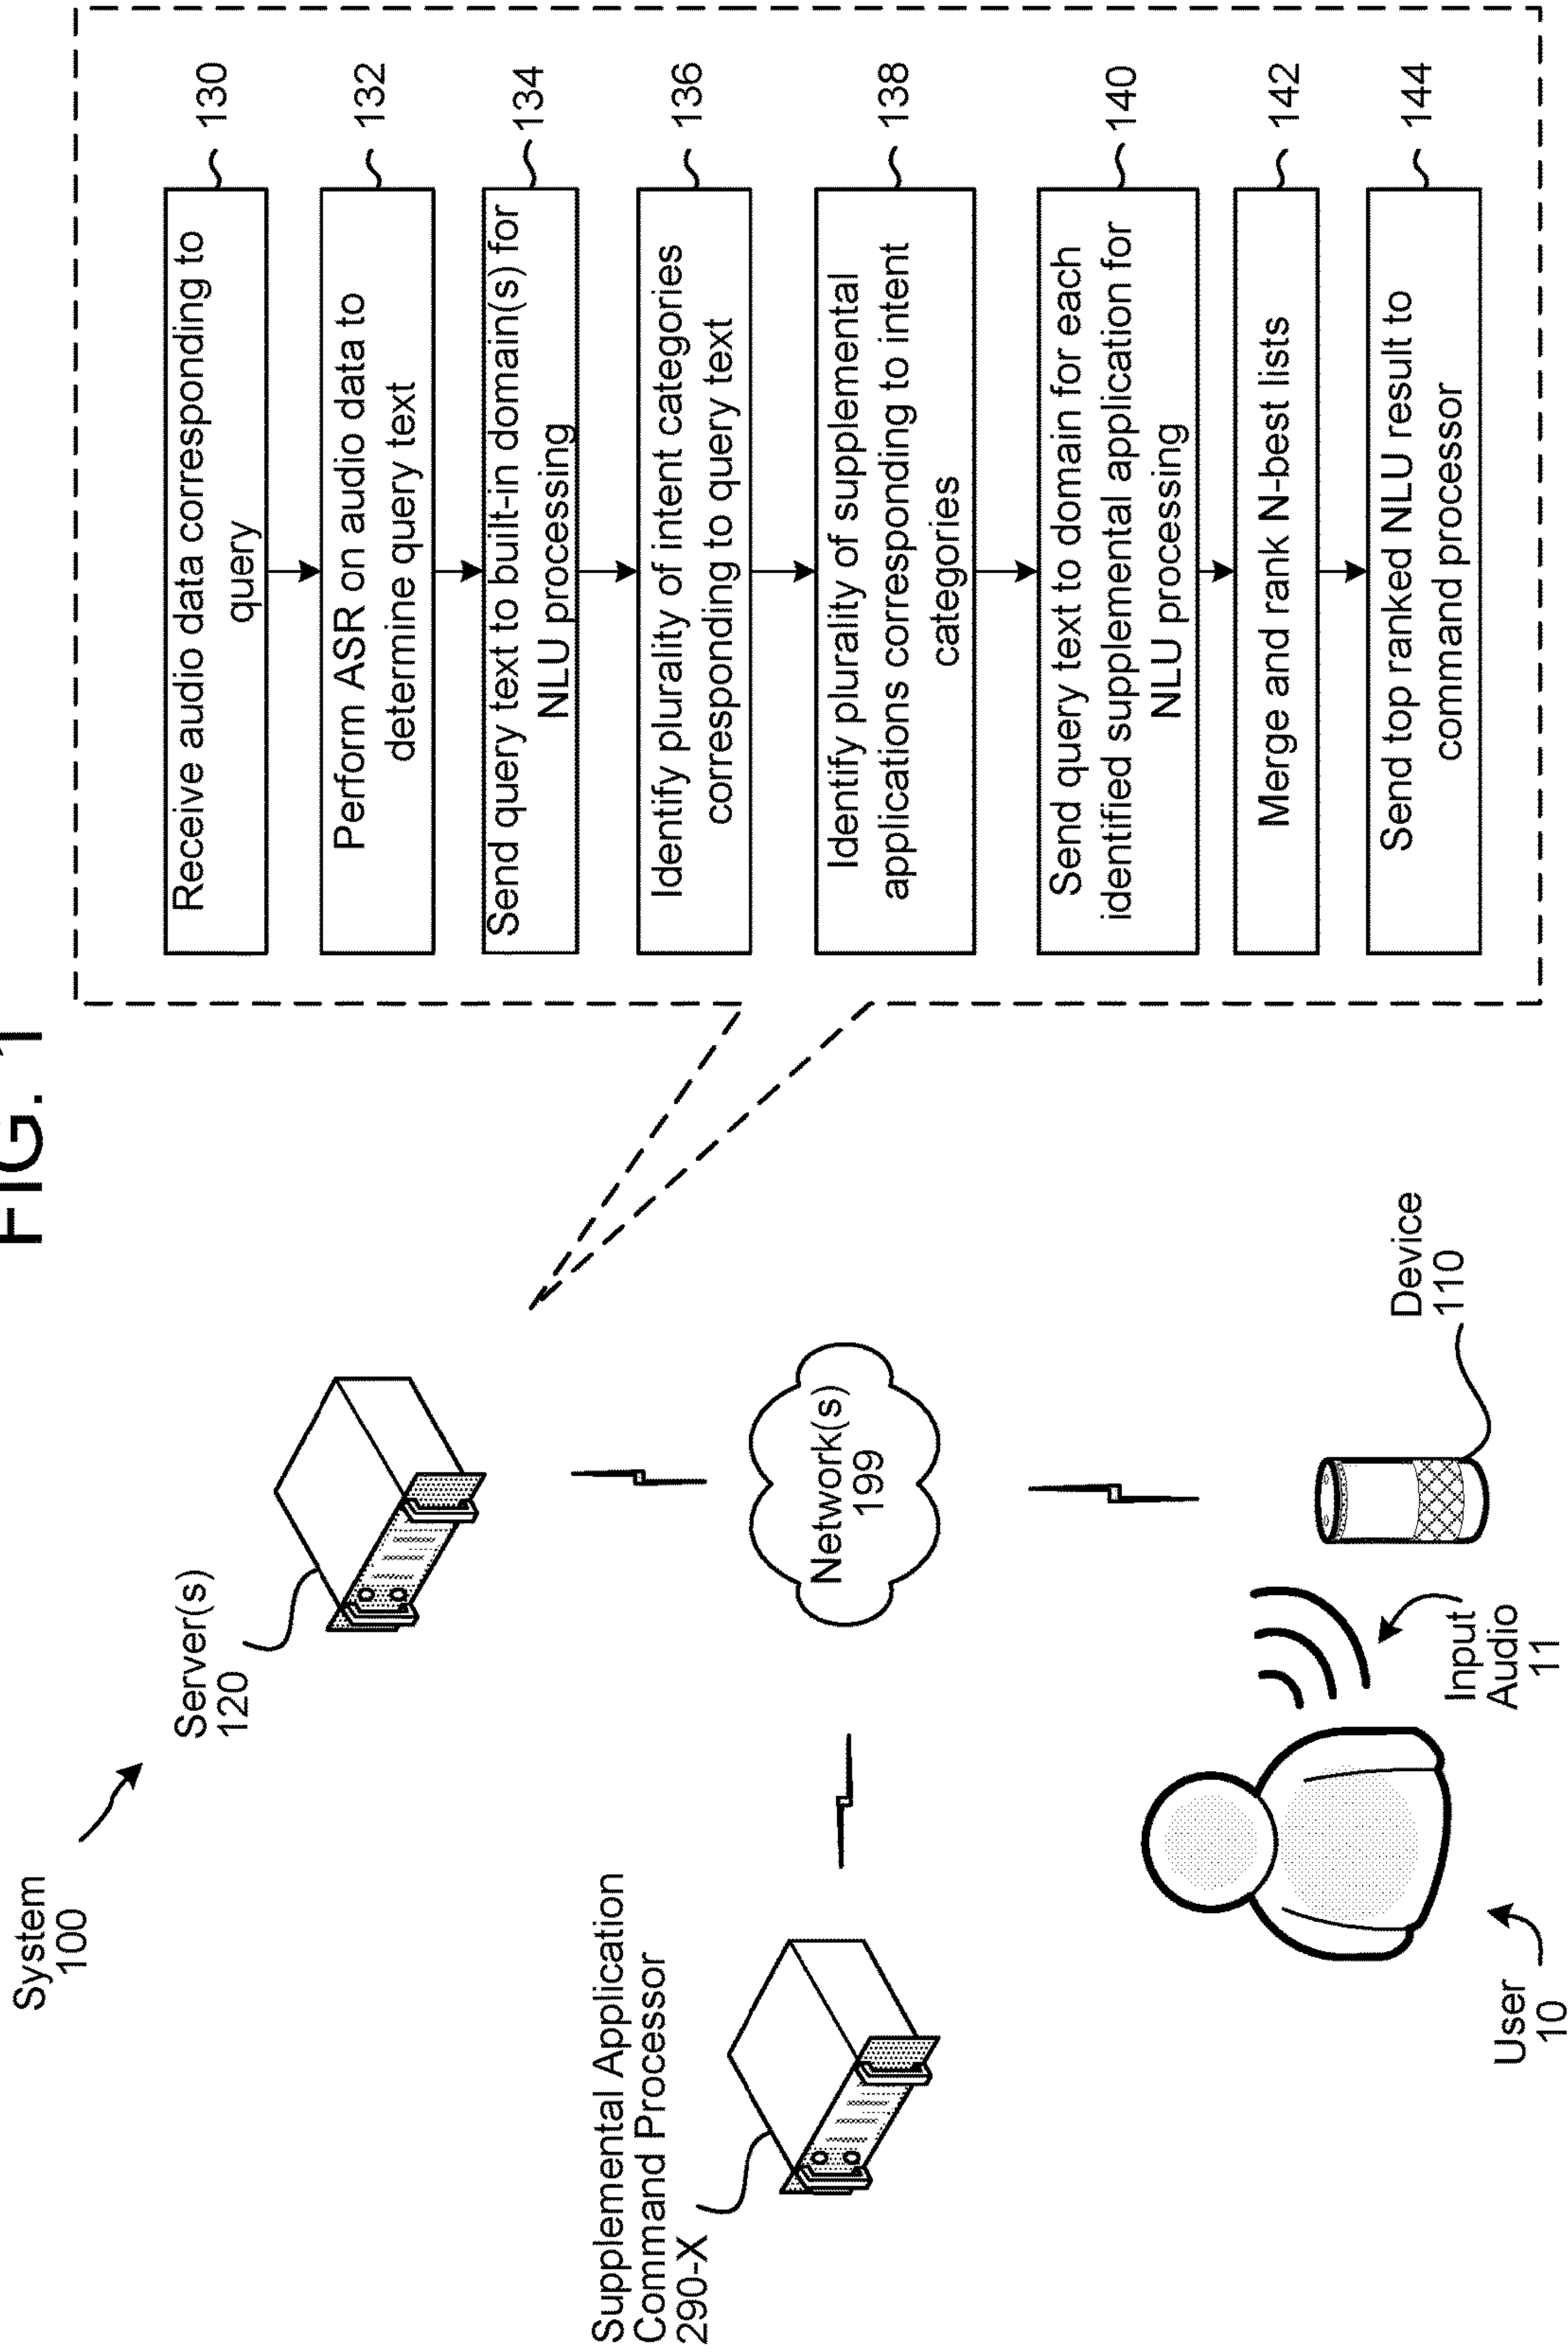 FIG. 1
System
100
Server(s)
120
Supplemental Application
Command Processor
290-X
Network(s)
199
User
10
Input
Audio
11
Device
110
Receive audio data corresponding to
query
130
Perform ASR on audio data to
determine query text
132
Send query text to built-in domain(s) for
NLU processing
134
Identify plurality of intent categories
corresponding to query text
136
Identify plurality of supplemental
applications corresponding to intent
categories
138
Send query text to domain for each
identified supplemental application for
NLU processing
140
Merge and rank N-best lists
142
Send top ranked NLU result to
command processor
144